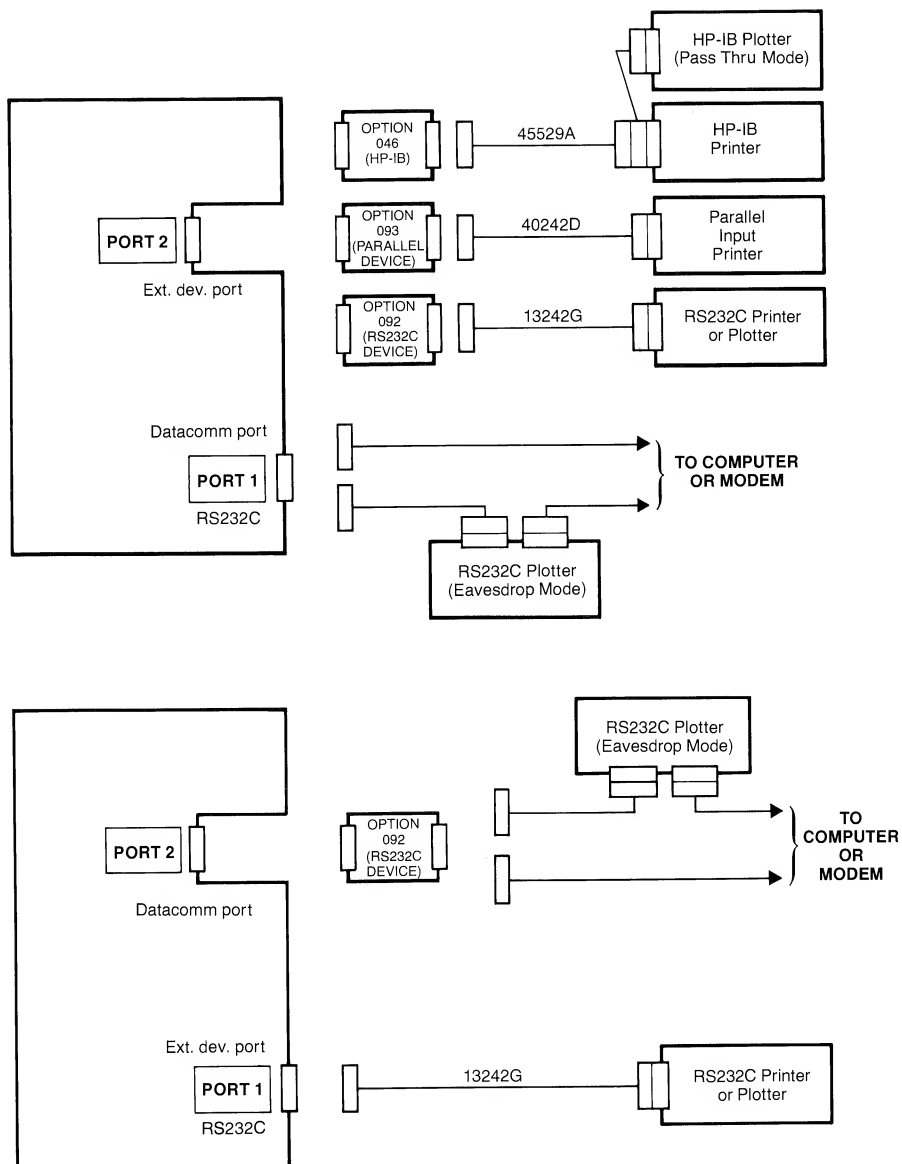 HP-IB Plotter
(Pass Thru Mode)
OPTION
046
(HP-IB)
45529A
HP-IB
Printer
PORT 2
Ext. dev. port
OPTION
093
(PARALLEL
DEVICE)
40242D
Parallel
Input
Printer
OPTION
092
(RS232C
DEVICE)
13242G
RS232C Printer
or Plotter
Datacomm port
PORT 1
RS232C
TO COMPUTER
OR MODEM
RS232C Plotter
(Eavesdrop Mode)
RS232C Plotter
(Eavesdrop Mode)
PORT 2
Datacomm port
OPTION
092
(RS232C
DEVICE)
TO
COMPUTER
OR
MODEM
Ext. dev. port
PORT 1
RS232C
13242G
RS232C Printer
or Plotter